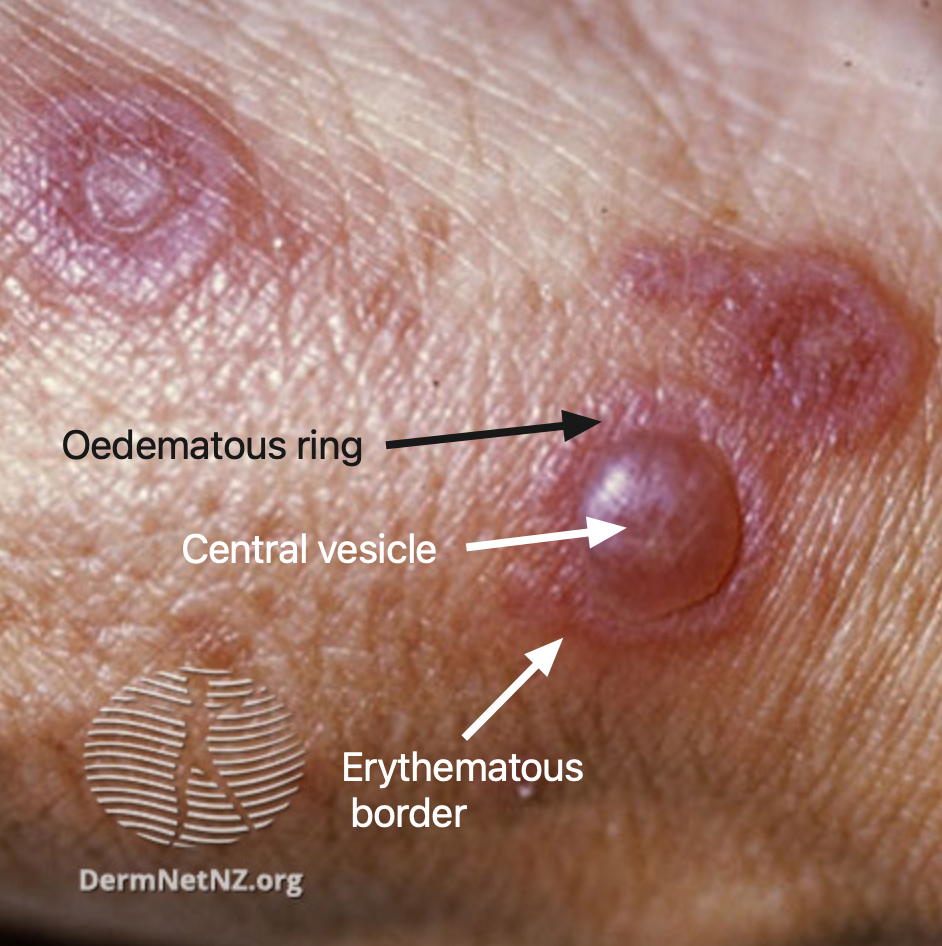 Oedematous ring
Central vesicle
Erythematous
border
DermNetNZ.org